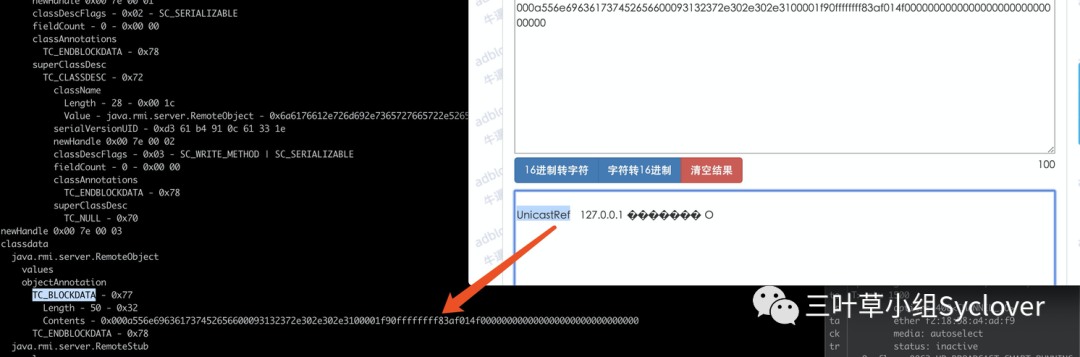 newHandle 0x00 7e 00 01
classDescFlags - 0x02 - SC_SERIALIZABLE
fieldCount - 0 - 0x00 00
classAnnotations
TC_ENDBLOCKDATA - 0x78
superClassDesc
TC_CLASSDESC - 0x72
className
Length - 28 - 0x00 1c
Value - java.rmi.server.RemoteObject - 0x6a6176612e726d692e7365727665722e5265
serialVersionUID - 0xd3 61 b4 91 0c 61 33 1e
newHandle 0x00 7e 00 02
classDescFlags - 0x03 - SC_WRITE_METHOD | SC_SERIALIZABLE
fieldCount - 0 - 0x00 00
classAnnotations
TC_ENDBLOCKDATA - 0x78
superClassDesc
TC_NULL - 0x70
newHandle 0x00 7e 00 03
classdata
java.rmi.server.RemoteObject
values
objectAnnotation
TC_BLOCKDATA - 0x77
Length - 50 - 0x32
Contents - 0x000a556e696361737452656600093132372e302e302e3100001f90ffffffff83af014f00000000000000000000000000
TC_ENDBLOCKDATA - 0x78
java.rmi.server.RemoteStub
000a556e696361737452656600093132372e302e302e3100001f90ffffffff83af014f000000000000000000000
00000
100
16进制转字符 字符转16进制 清空结果
UnicastRef 127.0.0.1 ������� O
三叶草小组Syclover
ether f2:18:98:a4:ad:f9
media: autoselect
status: inactive